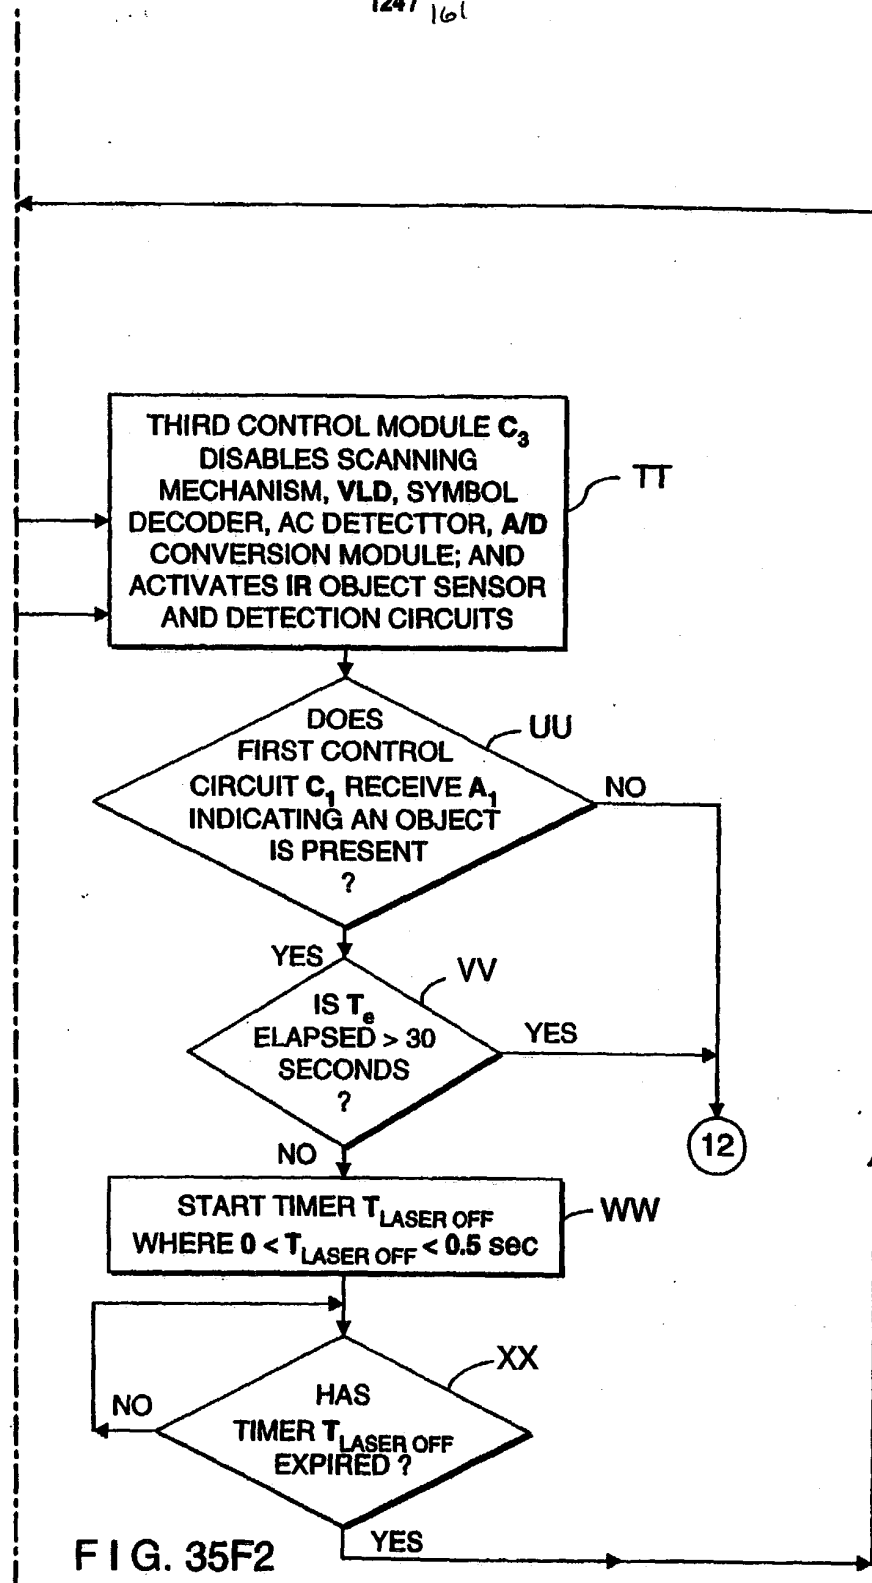 1247 161
THIRD CONTROL MODULE C3
DISABLES SCANNING
MECHANISM, VLD, SYMBOL
DECODER, AC DETECTTOR, A/D
CONVERSION MODULE; AND
ACTIVATES IR OBJECT SENSOR
AND DETECTION CIRCUITS
TT
DOES
FIRST CONTROL
CIRCUIT C1 RECEIVE A1
INDICATING AN OBJECT
IS PRESENT
?
UU
NO
YES
IS Te
ELAPSED > 30
SECONDS
?
VV
YES
12
NO
START TIMER TLASER OFF
WHERE 0 < TLASER OFF < 0.5 sec
WW
HAS
TIMER TLASER OFF
EXPIRED ?
XX
NO
YES
FIG. 35F2